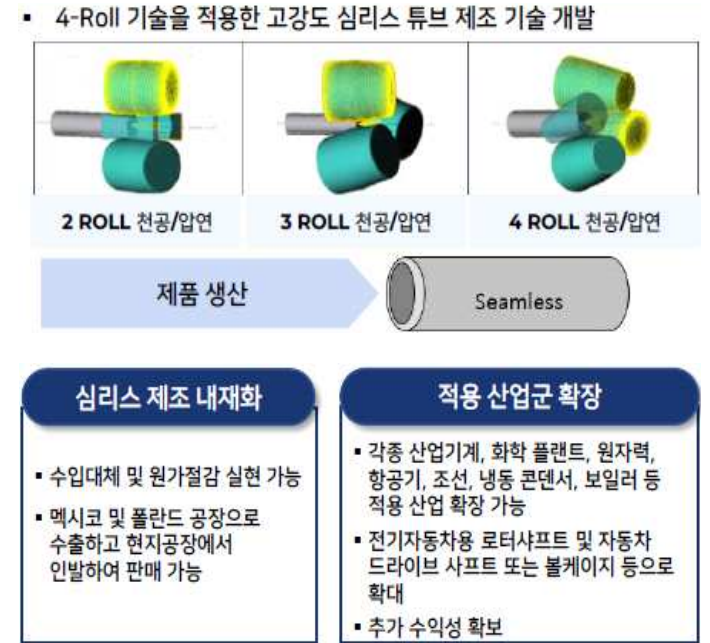 ▪ 4-Roll 기술을 적용한 고강도 심리스 튜브 제조 기술 개발
2 ROLL 천공/압연
3 ROLL 천공/압연
4 ROLL 천공/압연
제품 생산
Seamless
심리스 제조 내재화
▪ 수입대체 및 원가절감 실현 가능
▪ 멕시코 및 폴란드 공장으로
수출하고 현지공장에서
인발하여 판매 가능
적용 산업군 확장
▪ 각종 산업기계, 화학 플랜트, 원자력,
항공기, 조선, 냉동 콘덴서, 보일러 등
적용 산업 확장 가능
▪ 전기자동차용 로터샤프트 및 자동차
드라이브 샤프트 또는 볼케이지 등으로
확대
▪ 추가 수익성 확보